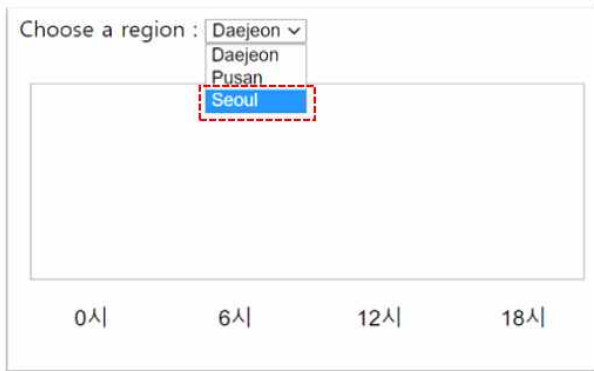 Choose a region : Daejeon
Daejeon
Pusan
Seoul
0시 6시 12시 18시